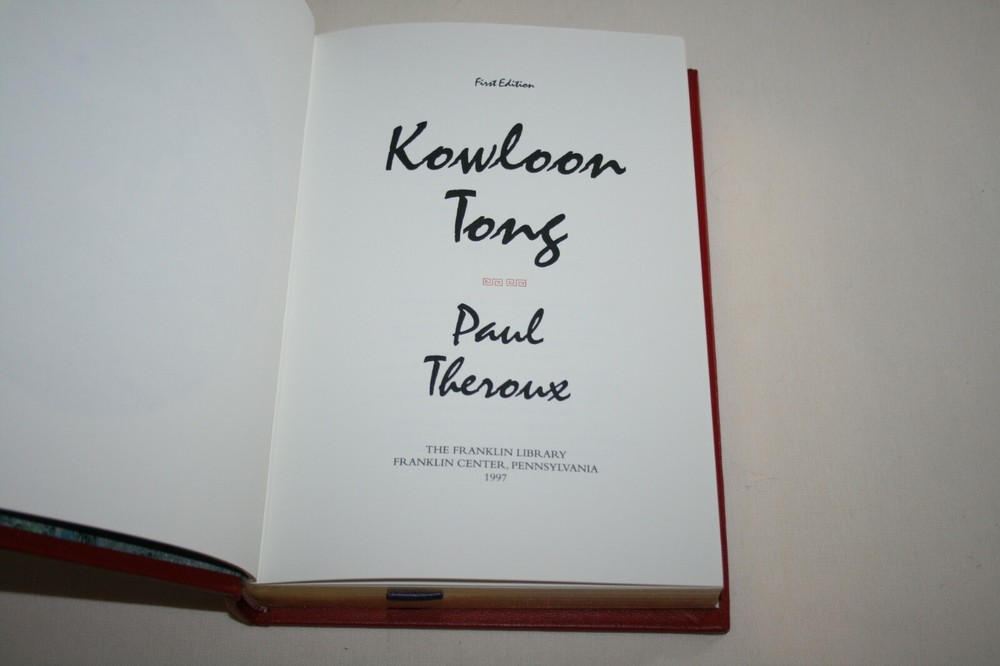 First Edition
Kowloon
Tong
Paul
Theroux
THE FRANKLIN LIBRARY
FRANKLIN CENTER, PENNSYLVANIA
1997